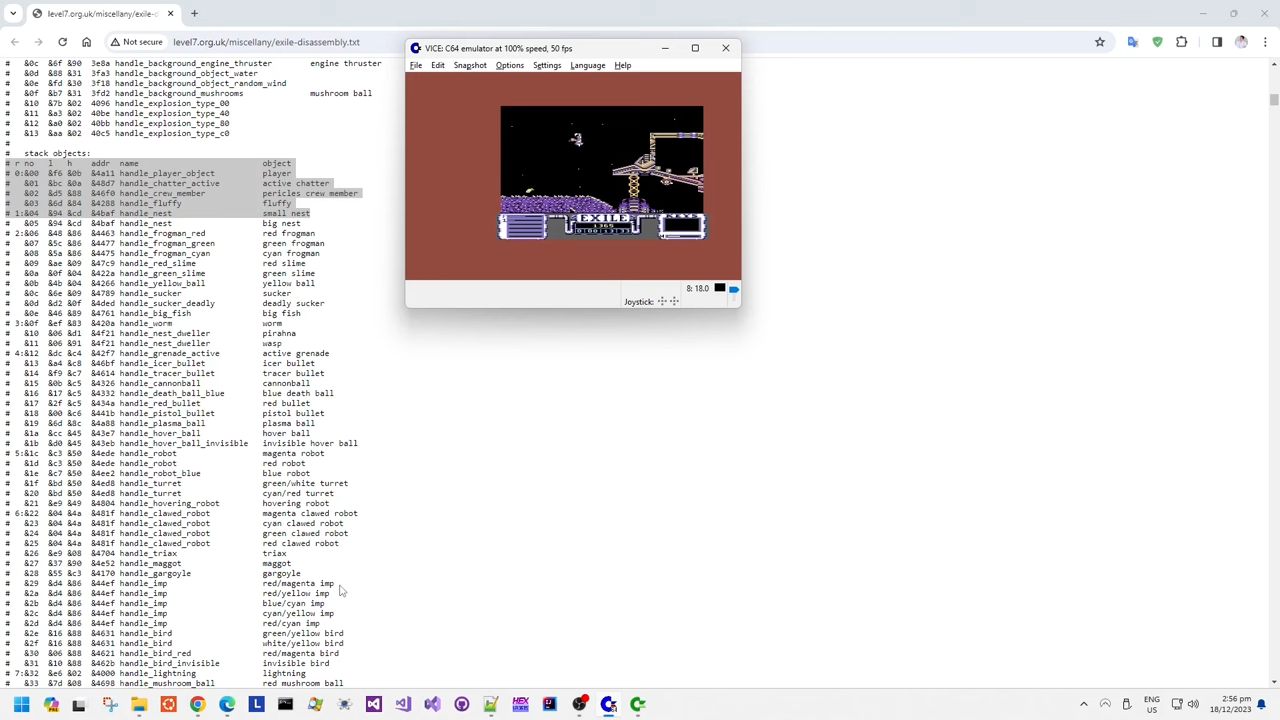 level7.org.uk/miscellany/exile-d
Not secure
level7.org.uk/miscellany/exile-disassembly.txt
#   &0c   &6f &90  3e8a  handle_background_engine_thruster   engine thruster
#   &0d   &88 &31  3fa3  handle_background_object_water
#   &0e   &fd &30  3f18  handle_background_object_random_wind
#   &0f   &b7 &31  3fd2  handle_background_mushrooms   mushroom ball
#   &10   &7b &02  4096  handle_explosion_type_00
#   &11   &a3 &02  40be  handle_explosion_type_40
#   &12   &a0 &02  40bb  handle_explosion_type_80
#   &13   &aa &02  40c5  handle_explosion_type_c0
#
#   stack objects:
# r no   l  h    addr  name   object
# 0:&00   &f6 &0b  &4a11 handle_player_object   player
#   &01   &bc &0a  &48d7 handle_chatter_active   active chatter
#   &02   &d5 &88  &46f0 handle_crew_member   pericles crew member
#   &03   &6d &84  &4288 handle_fluffy   fluffy
# 1:&04   &94 &cd  &4baf handle_nest   small nest
#   &05   &94 &cd  &4baf handle_nest   big nest
# 2:&06   &48 &86  &4463 handle_frogman_red   red frogman
#   &07   &5c &86  &4477 handle_frogman_green   green frogman
#   &08   &5a &86  &4475 handle_frogman_cyan   cyan frogman
#   &09   &ae &09  &47c9 handle_red_slime   red slime
#   &0a   &0f &04  &422a handle_green_slime   green slime
#   &0b   &4b &04  &4266 handle_yellow_ball   yellow ball
#   &0c   &6e &09  &4789 handle_sucker   sucker
#   &0d   &d2 &0f  &4ded handle_sucker_deadly   deadly sucker
#   &0e   &46 &89  &4761 handle_big_fish   big fish
# 3:&0f   &ef &83  &420a handle_worm   worm
#   &10   &06 &d1  &4f21 handle_nest_dweller   pirahna
#   &11   &06 &91  &4f21 handle_nest_dweller   wasp
# 4:&12   &dc &c4  &42f7 handle_grenade_active   active grenade
#   &13   &a4 &c8  &46bf handle_icer_bullet   icer bullet
#   &14   &f9 &c7  &4614 handle_tracer_bullet   tracer bullet
#   &15   &0b &c5  &4326 handle_cannonball   cannonball
#   &16   &17 &c5  &4332 handle_death_ball_blue   blue death ball
#   &17   &2f &c5  &434a handle_red_bullet   red bullet
#   &18   &00 &c6  &441b handle_pistol_bullet   pistol bullet
#   &19   &6d &8c  &4a88 handle_plasma_ball   plasma ball
#   &1a   &cc &45  &43e7 handle_hover_ball   hover ball
#   &1b   &d0 &45  &43eb handle_hover_ball_invisible   invisible hover ball
# 5:&1c   &c3 &50  &4ede handle_robot   magenta robot
#   &1d   &c3 &50  &4ede handle_robot   red robot
#   &1e   &c7 &50  &4ee2 handle_robot_blue   blue robot
#   &1f   &bd &50  &4ed8 handle_turret   green/white turret
#   &20   &bd &50  &4ed8 handle_turret   cyan/red turret
#   &21   &e9 &49  &4804 handle_hovering_robot   hovering robot
# 6:&22   &04 &4a  &481f handle_clawed_robot   magenta clawed robot
#   &23   &04 &4a  &481f handle_clawed_robot   cyan clawed robot
#   &24   &04 &4a  &481f handle_clawed_robot   green clawed robot
#   &25   &04 &4a  &481f handle_clawed_robot   red clawed robot
#   &26   &e9 &08  &4704 handle_triax   triax
#   &27   &37 &90  &4e52 handle_maggot   maggot
#   &28   &55 &c3  &4170 handle_gargoyle   gargoyle
#   &29   &d4 &86  &44ef handle_imp   red/magenta imp
#   &2a   &d4 &86  &44ef handle_imp   red/yellow imp
#   &2b   &d4 &86  &44ef handle_imp   blue/cyan imp
#   &2c   &d4 &86  &44ef handle_imp   cyan/yellow imp
#   &2d   &d4 &86  &44ef handle_imp   red/cyan imp
#   &2e   &16 &88  &4631 handle_bird   green/yellow bird
#   &2f   &16 &88  &4631 handle_bird   white/yellow bird
#   &30   &06 &88  &4621 handle_bird_red   red/magenta bird
#   &31   &10 &88  &462b handle_bird_invisible   invisible bird
# 7:&32   &e6 &02  &4000 handle_lightning   lightning
#   &33   &7d &08  &4698 handle_mushroom_ball   red mushroom ball
VICE: C64 emulator at 100% speed, 50 fps
File Edit Snapshot Options Settings Language Help
EXILE
KEYS
1365
8: 18.0
Joystick:
ENG
US
2:56 pm
18/12/2023